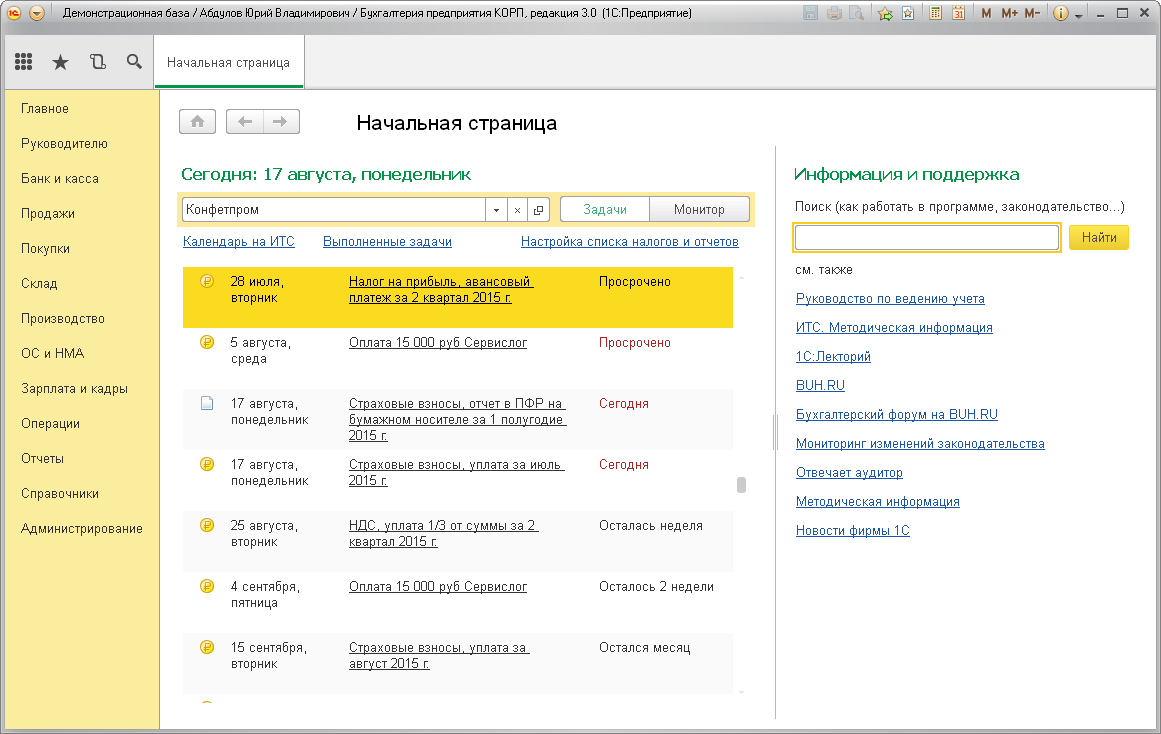 Демонстрационная база / Абдулов Юрий Владимирович / Бухгалтерия предприятия КОРП, редакция 3.0 (1С:Предприятие)
31 M M+ M-
Начальная страница
Главное
Руководителю
Банк и касса
Продажи
Покупки
Склад
Производство
ОС и НМА
Зарплата и кадры
Операции
Отчеты
Справочники
Администрирование
Начальная страница
Сегодня: 17 августа, понедельник
Конфетпром
Задачи Монитор
Календарь на ИТС Выполненные задачи Настройка списка налогов и отчетов
28 июля, Налог на прибыль, авансовый Просрочено
вторник платеж за 2 квартал 2015 г.
5 августа, Оплата 15 000 руб Сервислог Просрочено
среда
17 августа, Страховые взносы, отчет в ПФР на Сегодня
понедельник бумажном носителе за 1 полугодие
2015 г.
17 августа, Страховые взносы, уплата за июль Сегодня
понедельник 2015 г.
25 августа, НДС, уплата 1/3 от суммы за 2 Осталась неделя
вторник квартал 2015 г.
4 сентября, Оплата 15 000 руб Сервислог Осталось 2 недели
пятница
15 сентября, Страховые взносы, уплата за Остался месяц
вторник август 2015 г.
Информация и поддержка
Поиск (как работать в программе, законодательство...)
Найти
см. также
Руководство по ведению учета
ИТС. Методическая информация
1С:Лекторий
BUH.RU
Бухгалтерский форум на BUH.RU
Мониторинг изменений законодательства
Отвечает аудитор
Методическая информация
Новости фирмы 1С